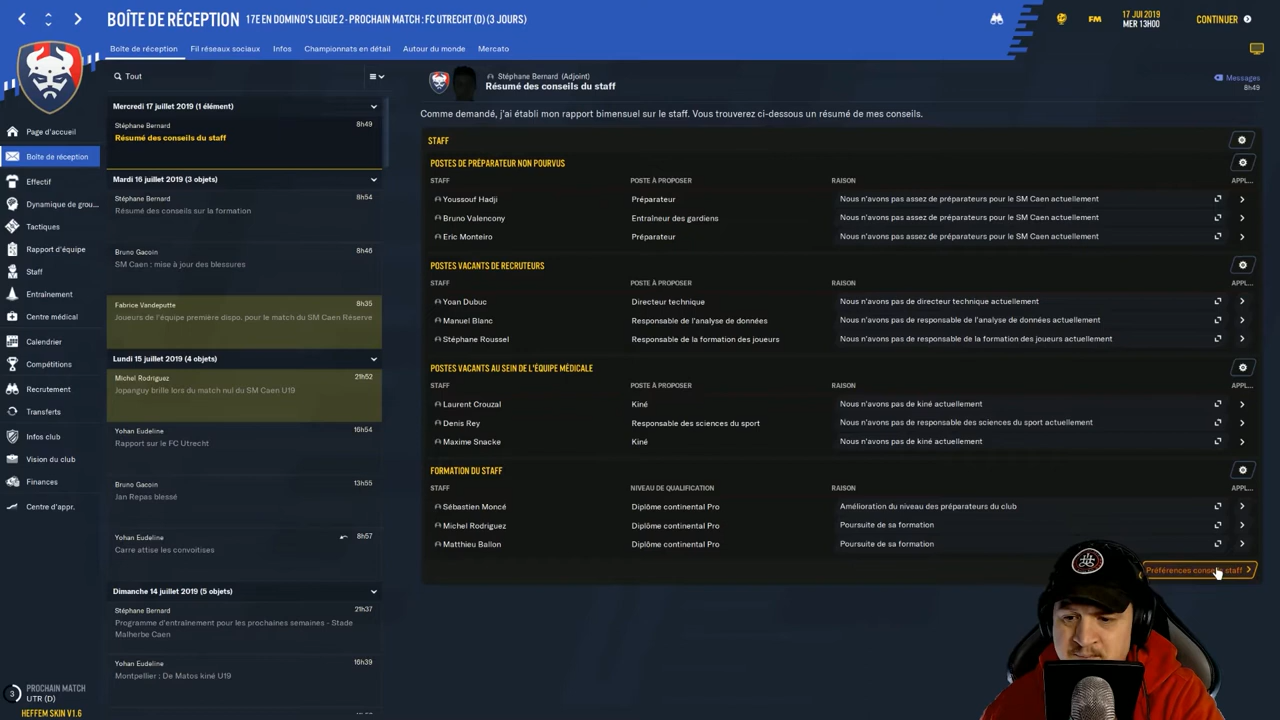 BOÎTE DE RÉCEPTION
17E EN DOMINO'S LIGUE 2 - PROCHAIN MATCH : FC UTRECHT (D) (3 JOURS)
FM
17 JUI 2019
MER 13H00
CONTINUER
Boîte de réception
Fil réseaux sociaux
Infos
Championnats en détail
Autour du monde
Mercato
Page d'accueil
Boîte de réception
Effectif
Dynamique de grou...
Tactiques
Rapport d'équipe
Staff
Entraînement
Centre médical
Calendrier
Compétitions
Recrutement
Transferts
Infos club
Vision du club
Finances
Centre d'appr.
3
PROCHAIN MATCH
UTR (D)
HEFFEM SKIN V1.6
Tout
Mercredi 17 juillet 2019 (1 élément)
Stéphane Bernard 8h49
Résumé des conseils du staff
Mardi 16 juillet 2019 (3 objets)
Stéphane Bernard 8h54
Résumé des conseils sur la formation
Bruno Gacoin 8h46
SM Caen : mise à jour des blessures
Fabrice Vandeputte 8h35
Joueurs de l'équipe première dispo. pour le match du SM Caen Réserve
Lundi 15 juillet 2019 (4 objets)
Michel Rodriguez 21h52
Jopanguy brille lors du match nul du SM Caen U19
Yohan Eudeline 16h54
Rapport sur le FC Utrecht
Bruno Gacoin 13h55
Jan Repas blessé
Yohan Eudeline 8h57
Carre attise les convoitises
Dimanche 14 juillet 2019 (5 objets)
Stéphane Bernard 21h37
Programme d'entraînement pour les prochaines semaines - Stade
Malherbe Caen
Yohan Eudeline 16h39
Montpellier : De Matos kiné U19
Stéphane Bernard (Adjoint)
Résumé des conseils du staff
Messages
8h49
Comme demandé, j'ai établi mon rapport bimensuel sur le staff. Vous trouverez ci-dessous un résumé de mes conseils.
STAFF
POSTES DE PRÉPARATEUR NON POURVUS
STAFF POSTE À PROPOSER RAISON APPL...
Youssouf Hadji Préparateur Nous n'avons pas assez de préparateurs pour le SM Caen actuellement
Bruno Valencony Entraîneur des gardiens Nous n'avons pas assez de préparateurs pour le SM Caen actuellement
Eric Monteiro Préparateur Nous n'avons pas assez de préparateurs pour le SM Caen actuellement
POSTES VACANTS DE RECRUTEURS
STAFF POSTE À PROPOSER RAISON APPL...
Yoan Dubuc Directeur technique Nous n'avons pas de directeur technique actuellement
Manuel Blanc Responsable de l'analyse de données Nous n'avons pas de responsable de l'analyse de données actuellement
Stéphane Roussel Responsable de la formation des joueurs Nous n'avons pas de responsable de la formation des joueurs actuellement
POSTES VACANTS AU SEIN DE L'ÉQUIPE MÉDICALE
STAFF POSTE À PROPOSER RAISON APPL...
Laurent Crouzal Kiné Nous n'avons pas de kiné actuellement
Denis Rey Responsable des sciences du sport Nous n'avons pas de responsable des sciences du sport actuellement
Maxime Snacke Kiné Nous n'avons pas de kiné actuellement
FORMATION DU STAFF
STAFF NIVEAU DE QUALIFICATION RAISON APPL...
Sébastien Moncé Diplôme continental Pro Amélioration du niveau des préparateurs du club
Michel Rodriguez Diplôme continental Pro Poursuite de sa formation
Matthieu Ballon Diplôme continental Pro Poursuite de sa formation
Préférences conseils staff